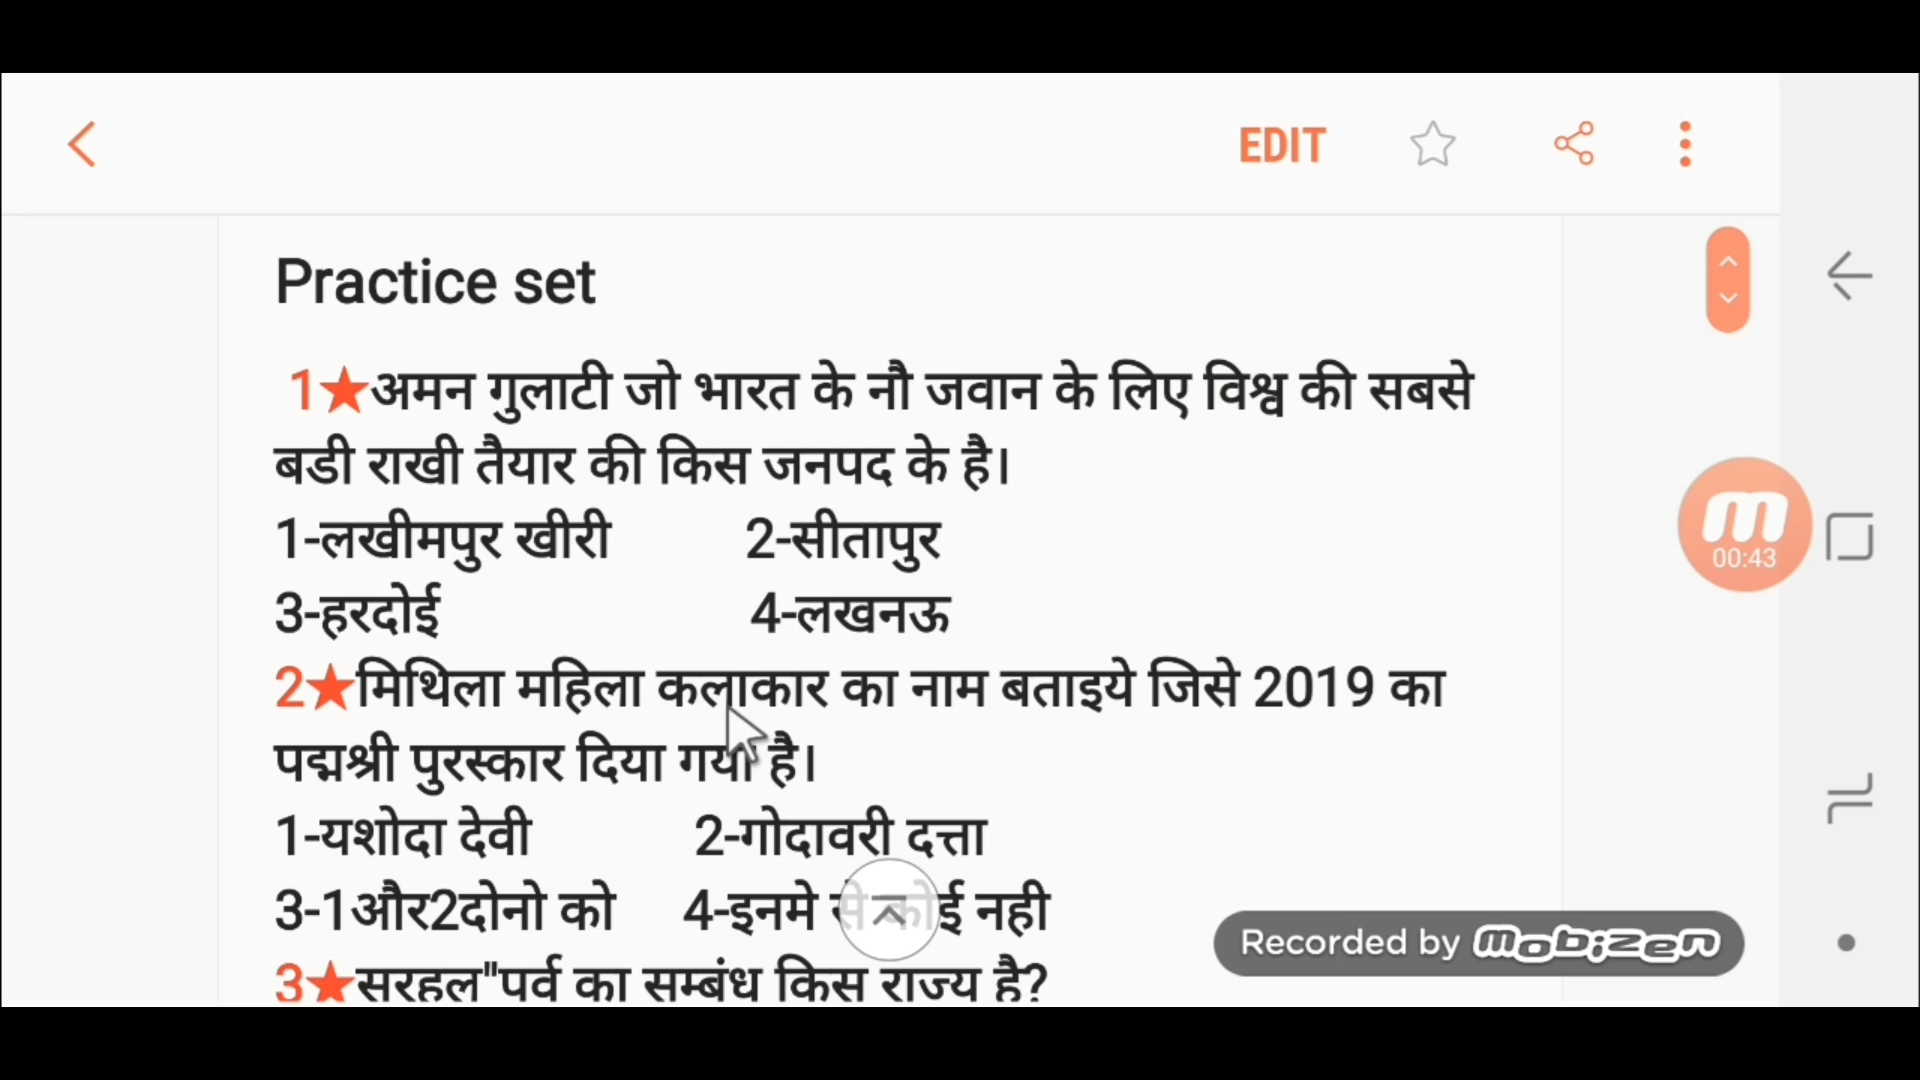 EDIT
Practice set
1★अमन गुलाटी जो भारत के नौ जवान के लिए विश्व की सबसे
बडी राखी तैयार की किस जनपद के है।
1-लखीमपुर खीरी 2-सीतापुर
3-हरदोई 4-लखनऊ
2★मिथिला महिला कलाकार का नाम बताइये जिसे 2019 का
पद्मश्री पुरस्कार दिया गया है।
1-यशोदा देवी 2-गोदावरी दत्ता
3-1और2दोनो को 4-इनमे से कोई नही
3★सरहुल"पर्व का सम्बंध किस राज्य है?
m
00:43
Recorded by mobizen